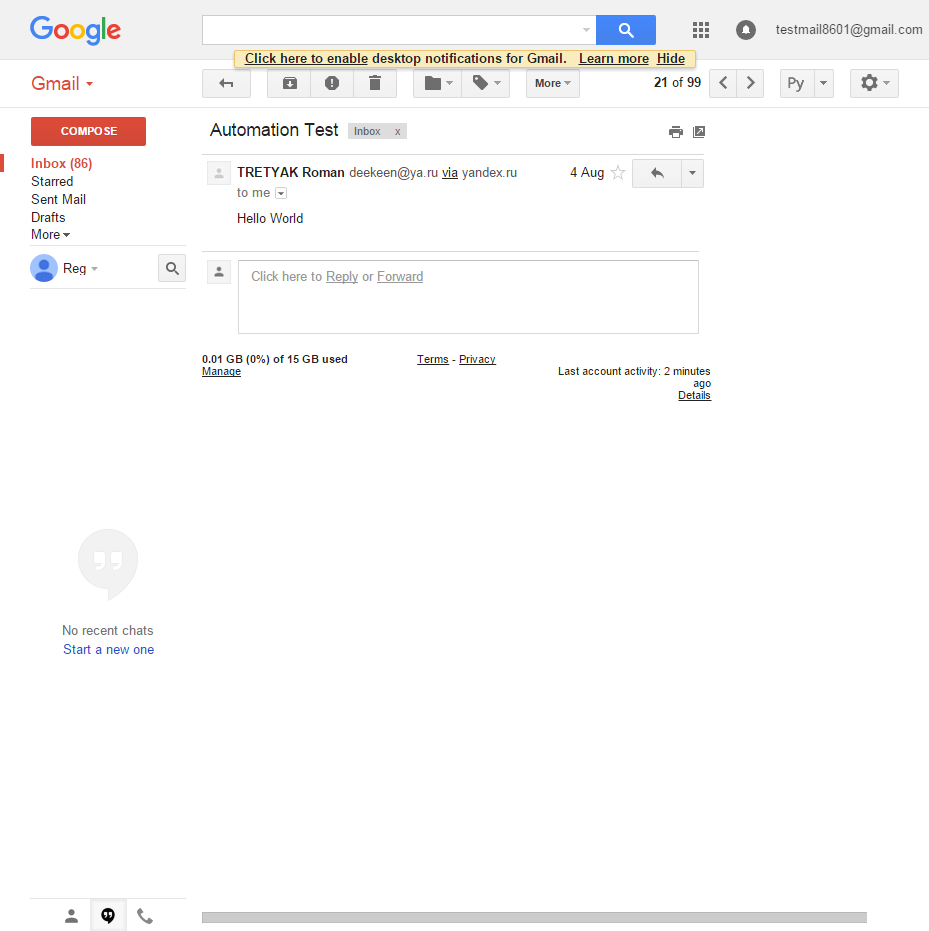 Google
testmail8601@gmail.com
Click here to enable desktop notifications for Gmail. Learn more Hide
Gmail
More
21 of 99
Ру
COMPOSE
Automation Test Inbox x
Inbox (86)
Starred
Sent Mail
Drafts
More
Reg
TRETYAK Roman deekeen@ya.ru via yandex.ru
4 Aug
to me
Hello World
Click here to Reply or Forward
0.01 GB (0%) of 15 GB used
Manage
Terms - Privacy
Last account activity: 2 minutes
ago
Details
No recent chats
Start a new one